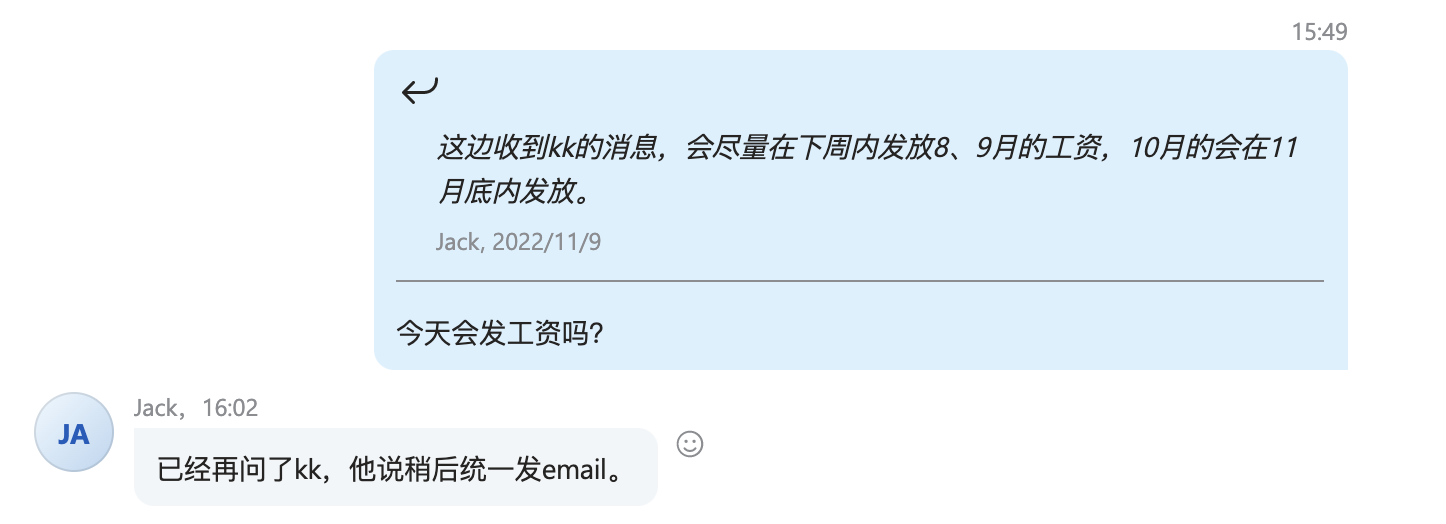 15:49
这边收到kk的消息，会尽量在下周内发放8、9月的工资，10月的会在11
月底内发放。
Jack, 2022/11/9
今天会发工资吗?
Jack，16:02
JA
已经再问了kk，他说稍后统一发email。